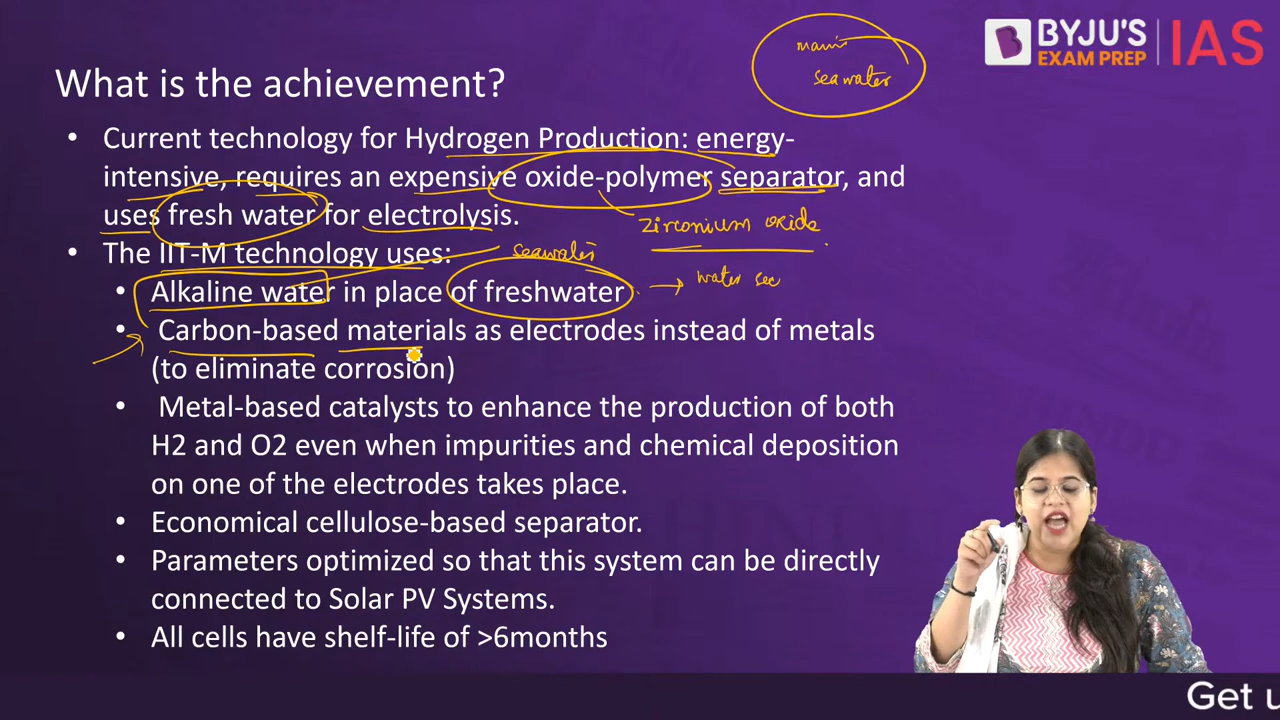 BYJU'S
EXAM PREP
IAS
seawater
What is the achievement?
• Current technology for Hydrogen Production: energy-
intensive, requires an expensive oxide-polymer separator, and
uses fresh water for electrolysis.
zirconium oxide
• The IIT-M technology uses:
seawater
• Alkaline water in place of freshwater
→ water sec
• Carbon-based materials as electrodes instead of metals
(to eliminate corrosion)
• Metal-based catalysts to enhance the production of both
H2 and O2 even when impurities and chemical deposition
on one of the electrodes takes place.
• Economical cellulose-based separator.
• Parameters optimized so that this system can be directly
connected to Solar PV Systems.
• All cells have shelf-life of >6months
Get u